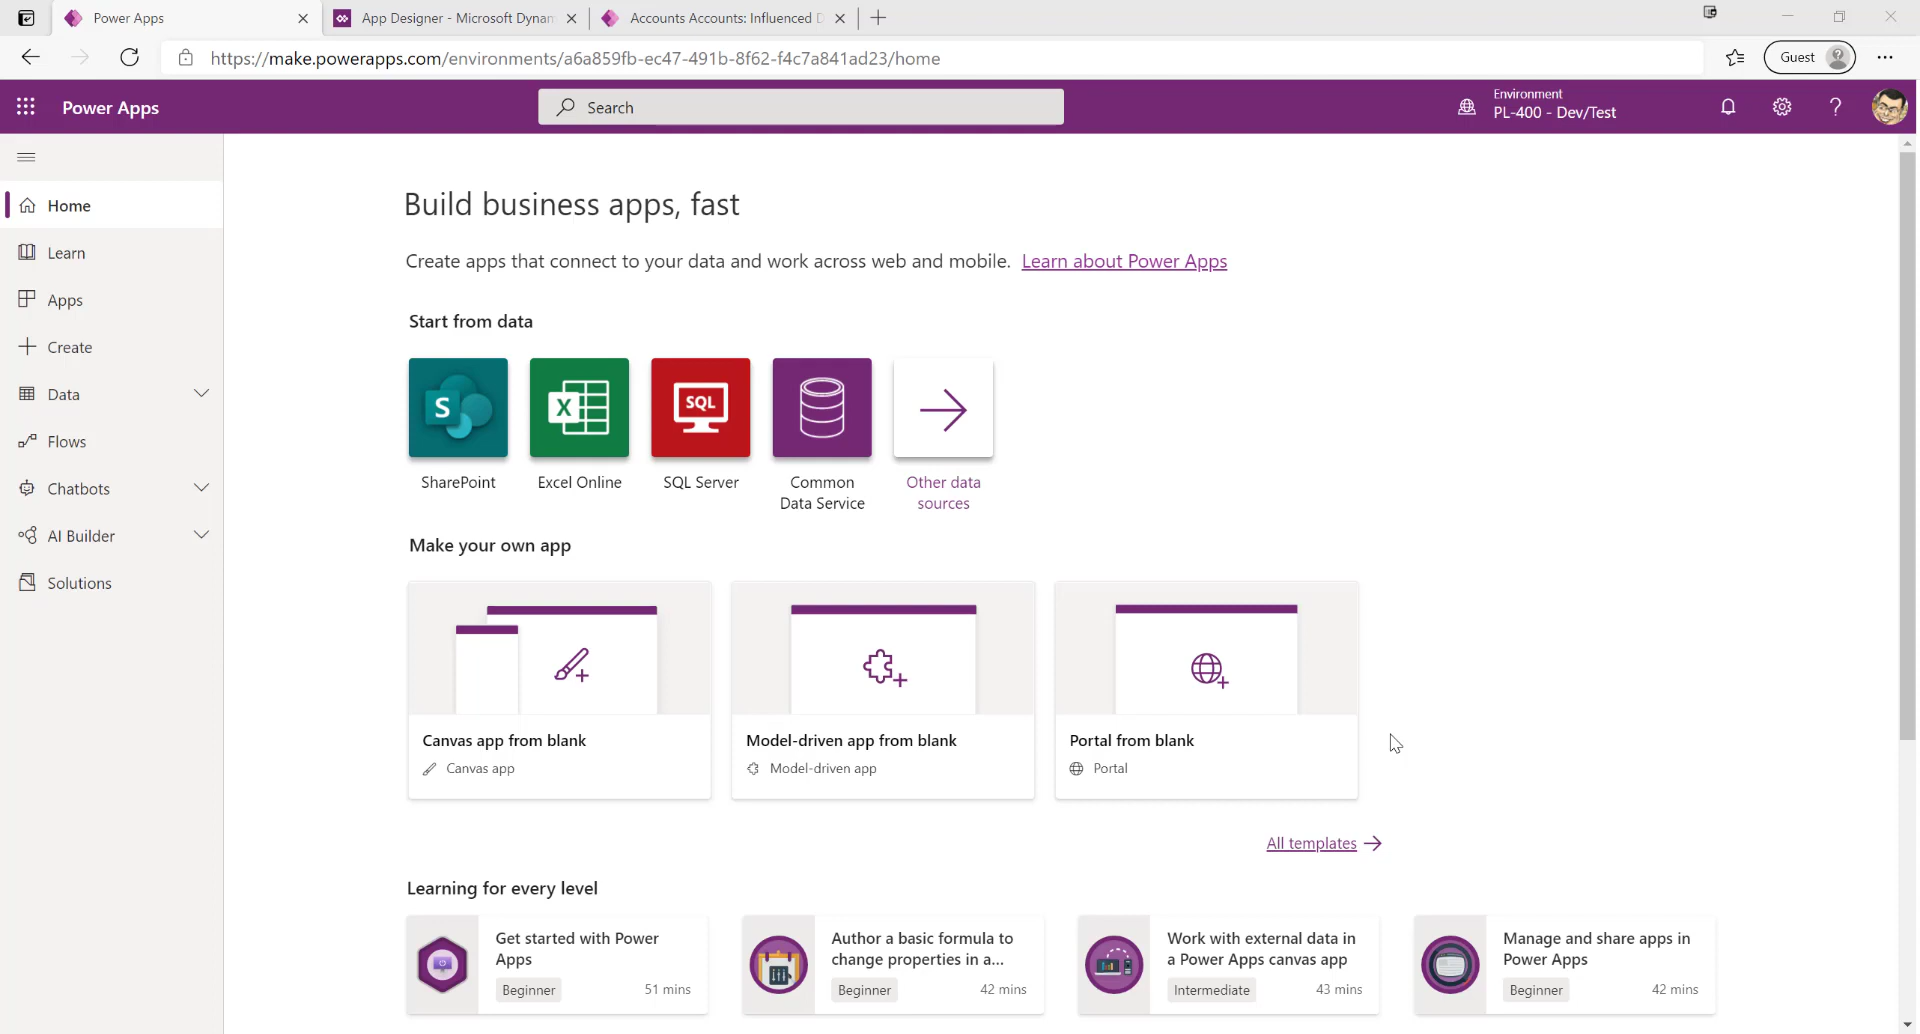 Power Apps
App Designer - Microsoft Dynam
Accounts Accounts: Influenced D
https://make.powerapps.com/environments/a6a859fb-ec47-491b-8f62-f4c7a841ad23/home
Guest
Power Apps
Search
Environment
PL-400 - Dev/Test
Home
Learn
Apps
Create
Data
Flows
Chatbots
AI Builder
Solutions
Build business apps, fast
Create apps that connect to your data and work across web and mobile. Learn about Power Apps
Start from data
S
X
SQL
SharePoint
Excel Online
SQL Server
Common
Data Service
Other data
sources
Make your own app
Canvas app from blank
Canvas app
Model-driven app from blank
Model-driven app
Portal from blank
Portal
All templates
Learning for every level
Get started with Power
Apps
Beginner
51 mins
Author a basic formula to
change properties in a...
Beginner
42 mins
Work with external data in
a Power Apps canvas app
Intermediate
43 mins
Manage and share apps in
Power Apps
Beginner
42 mins